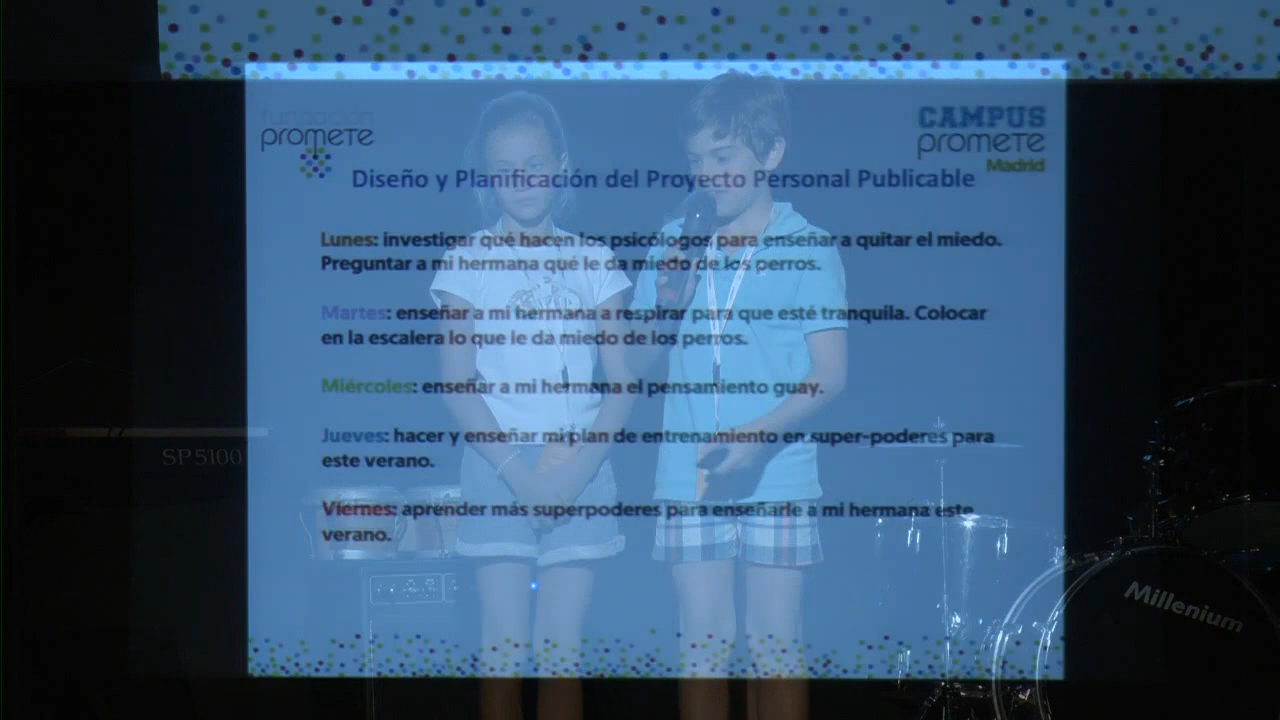 fundación
promete
CAMPUS
promete
Madrid
Diseño y Planificación del Proyecto Personal Publicable
Lunes: investigar qué hacen los psicólogos para enseñar a quitar el miedo.
Preguntar a mi hermana qué le da miedo de los perros.
Martes: enseñar a mi hermana a respirar para que esté tranquila. Colocar
en la escalera lo que le da miedo de los perros.
Miércoles: enseñar a mi hermana el pensamiento guay.
Jueves: hacer y enseñar mi plan de entrenamiento en super-poderes para
este verano.
Viernes: aprender más superpoderes para enseñarle a mi hermana este
verano.
SP5100
Millenium